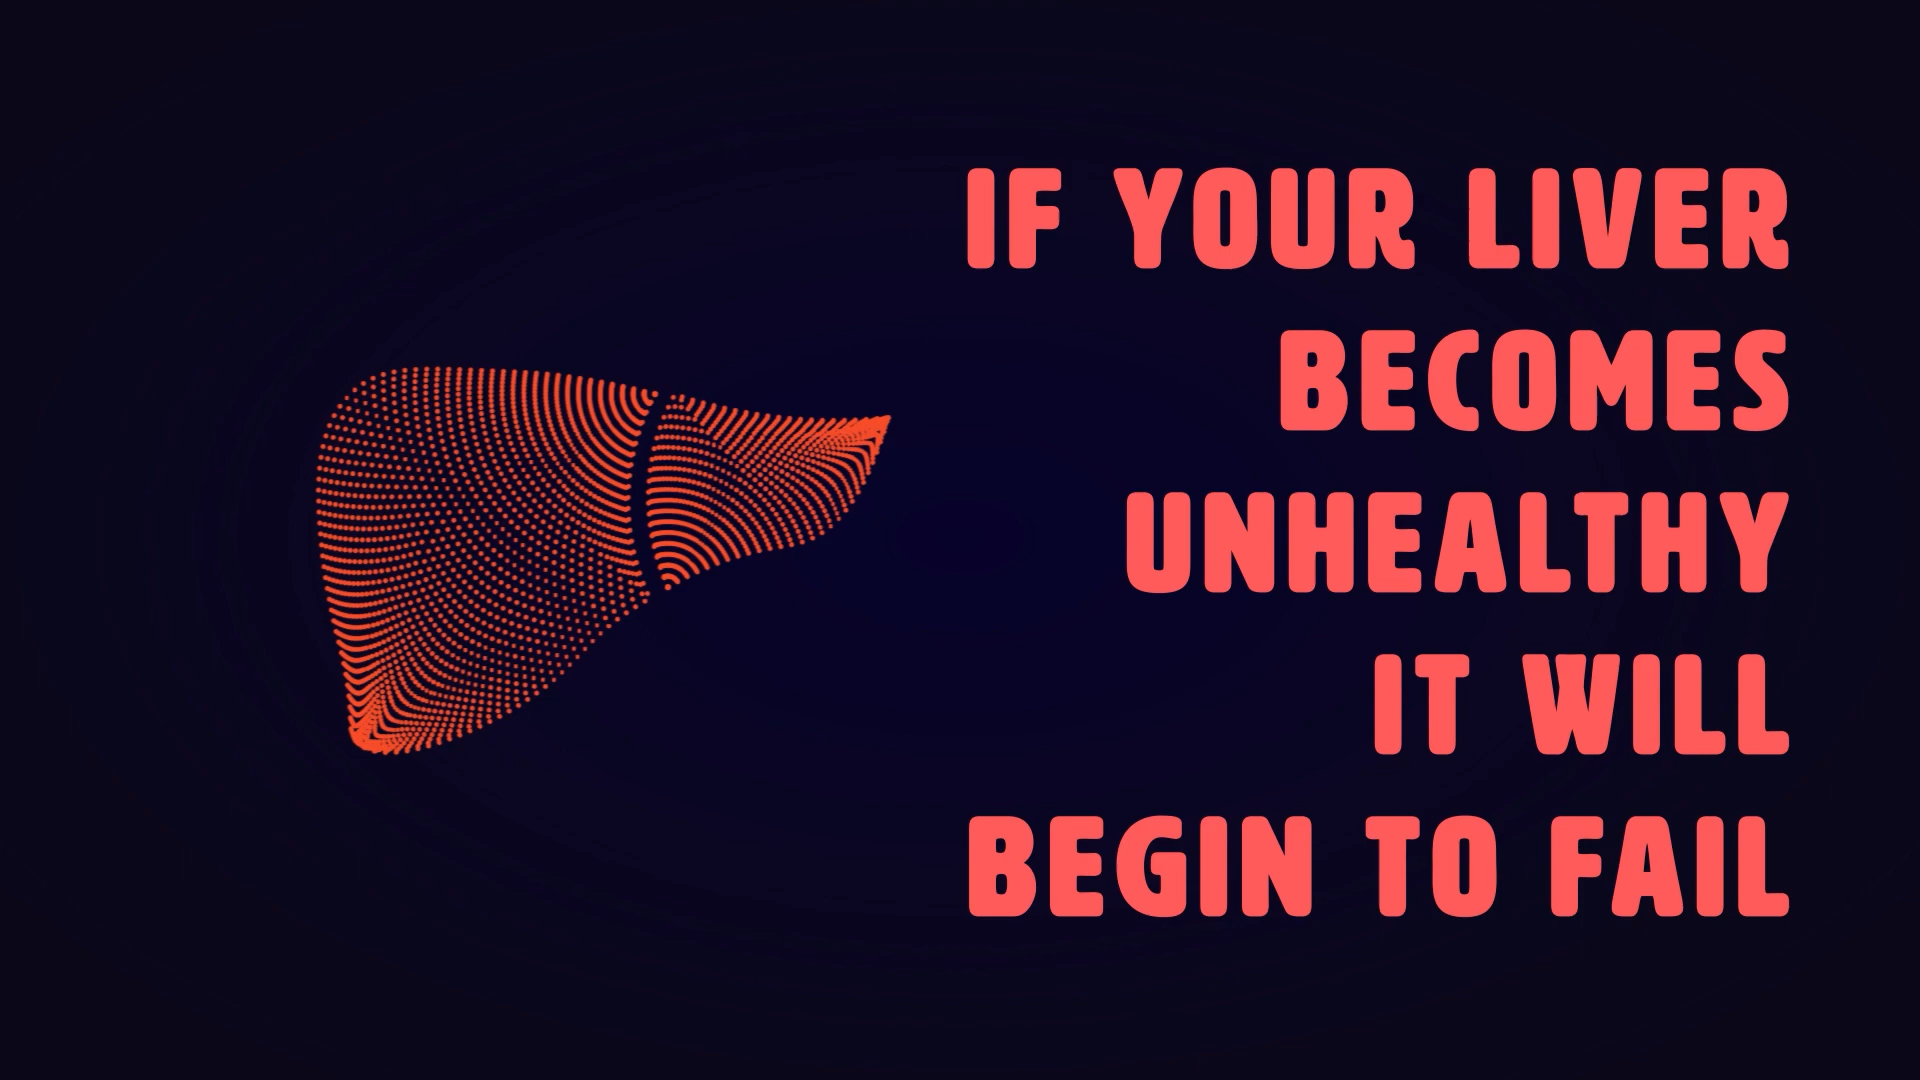 IF YOUR LIVER
BECOMES
UNHEALTHY
IT WILL
BEGIN TO FAIL